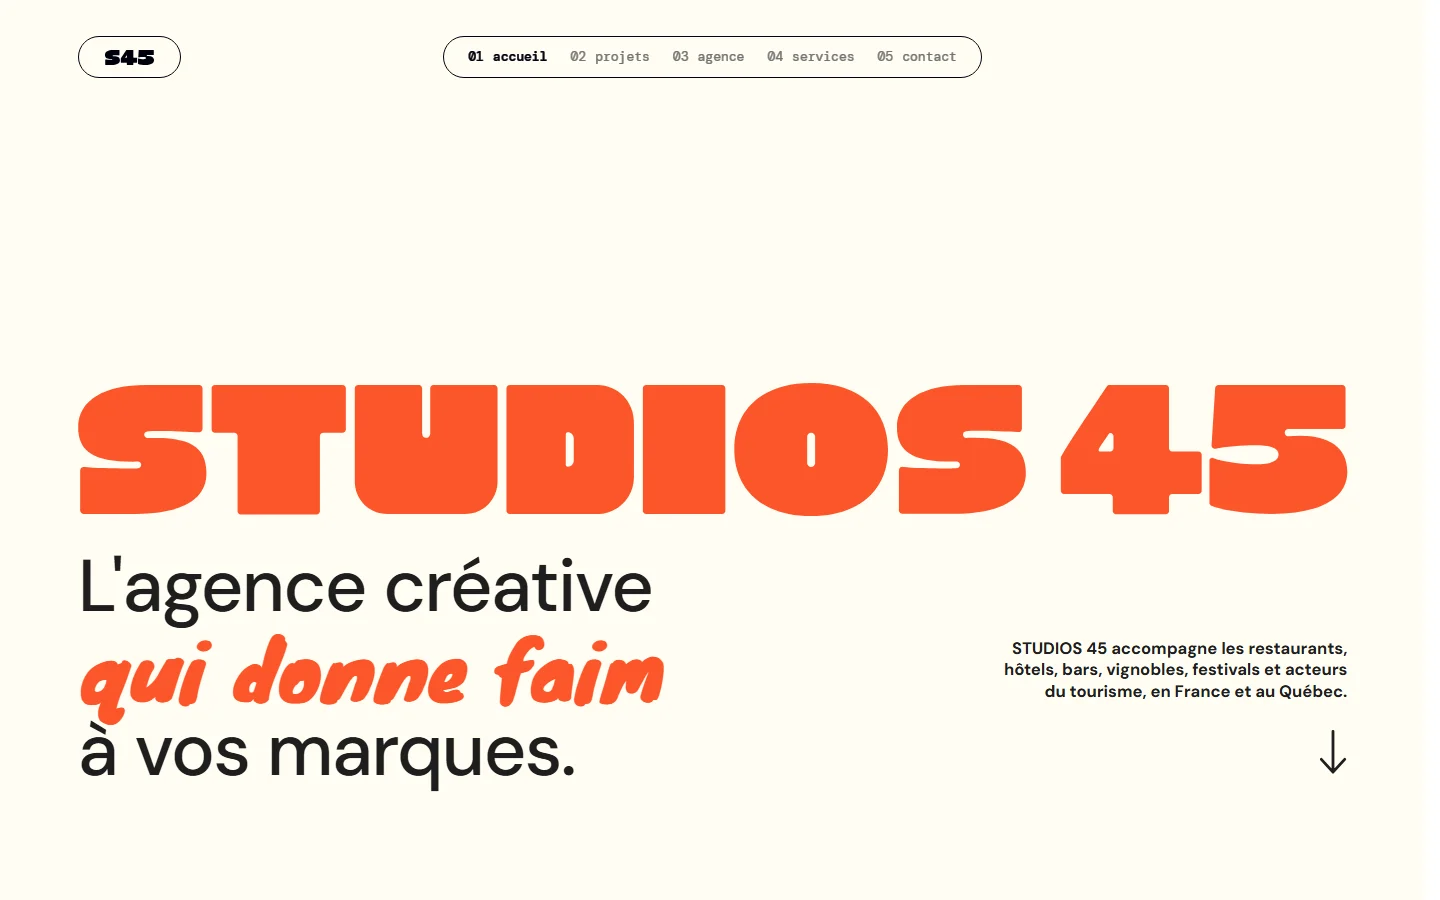 S45
01 accueil 02 projets 03 agence 04 services 05 contact
STUDIOS 45
L'agence créative
qui donne faim
à vos marques.
STUDIOS 45 accompagne les restaurants,
hôtels, bars, vignobles, festivals et acteurs
du tourisme, en France et au Québec.